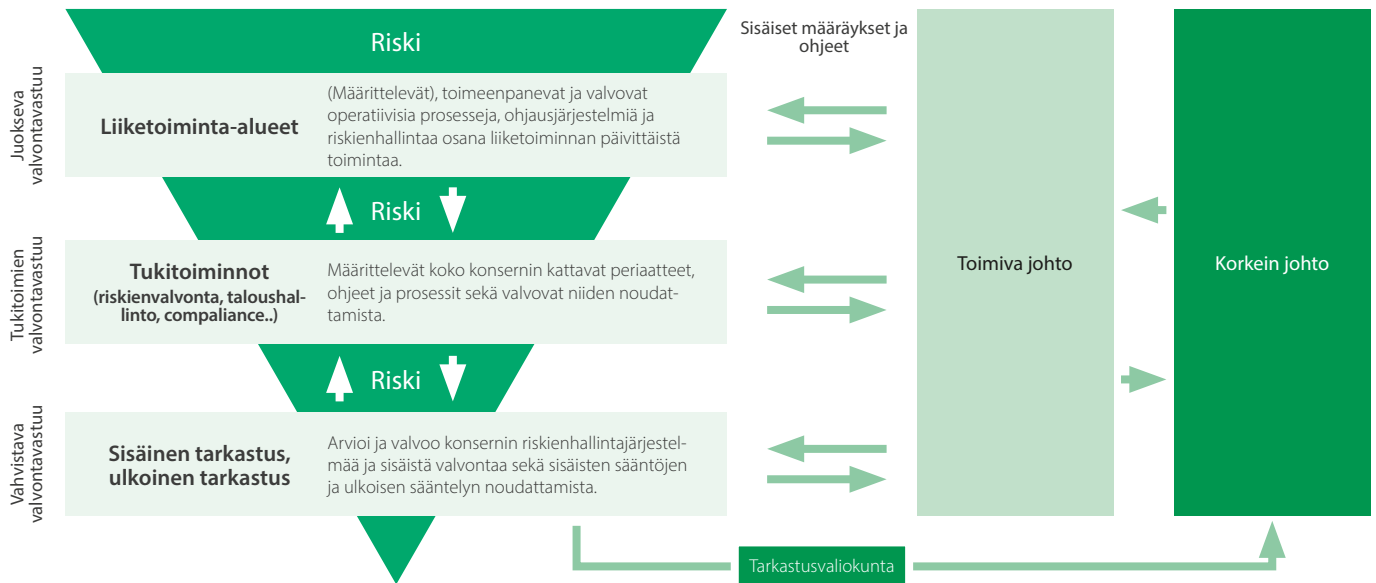 Riski
Sisäiset määräykset ja
ohjeet
Juokseva
valvontavastuu
Liiketoiminta-alueet
(Määrittelevät), toimeenpanevat ja valvovat
operatiivisia prosesseja, ohjausjärjestelmiä ja
riskienhallintaa osana liiketoiminnan päivittäistä
toimintaa.
Riski
Tukitoimien
valvontavastuu
Tukitoiminnot
(riskienvalvonta, taloushal-
linto, compaliance..)
Määrittelevät koko konsernin kattavat periaatteet,
ohjeet ja prosessit sekä valvovat niiden noudat-
tamista.
Toimiva johto
Korkein johto
Riski
Vahvistava
valvontavastuu
Sisäinen tarkastus,
ulkoinen tarkastus
Arvioi ja valvoo konsernin riskienhallintajärjestel-
mää ja sisäistä valvontaa sekä sisäisten sääntöjen
ja ulkoisen sääntelyn noudattamista.
Tarkastusvaliokunta